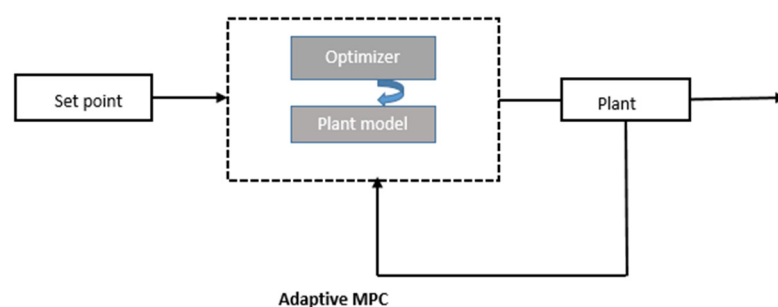 Optimizer
Set point
Plant model
Plant
Adaptive MPC